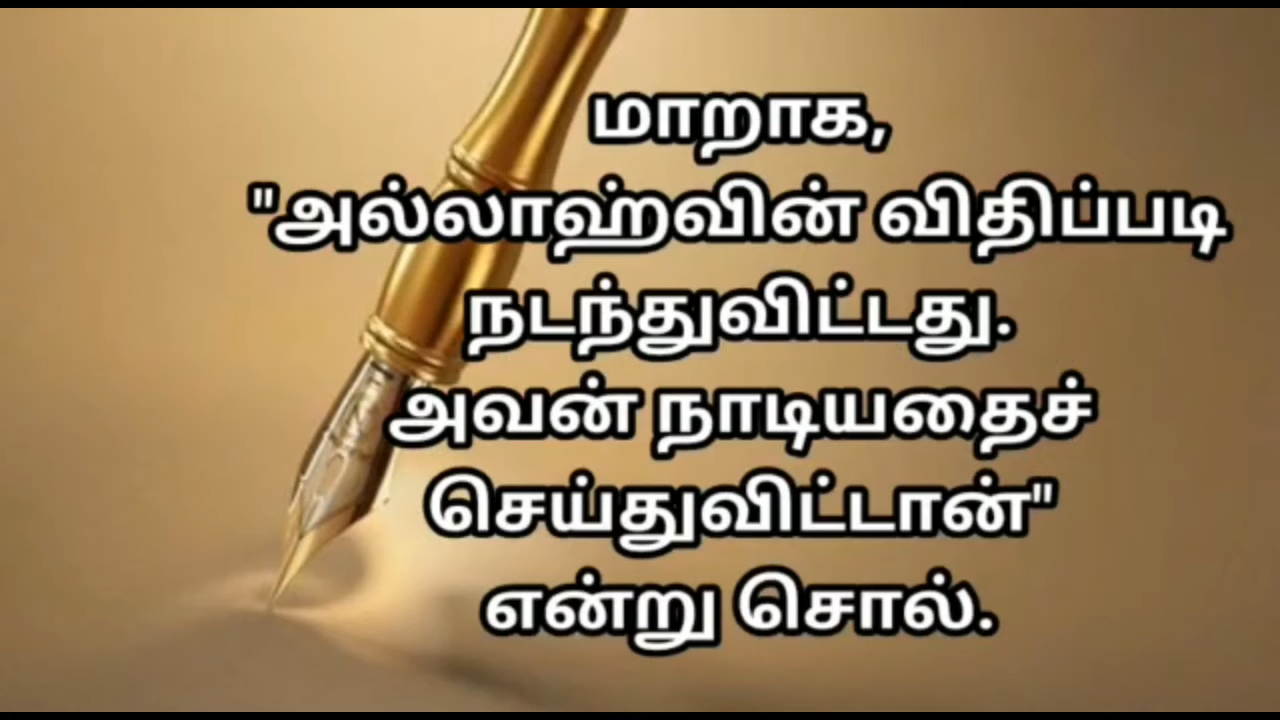 மாறாக,
"அல்லாஹ்வின் விதிப்படி
நடந்துவிட்டது.
அவன் நாடியதைச்
செய்துவிட்டான்"
என்று சொல்.